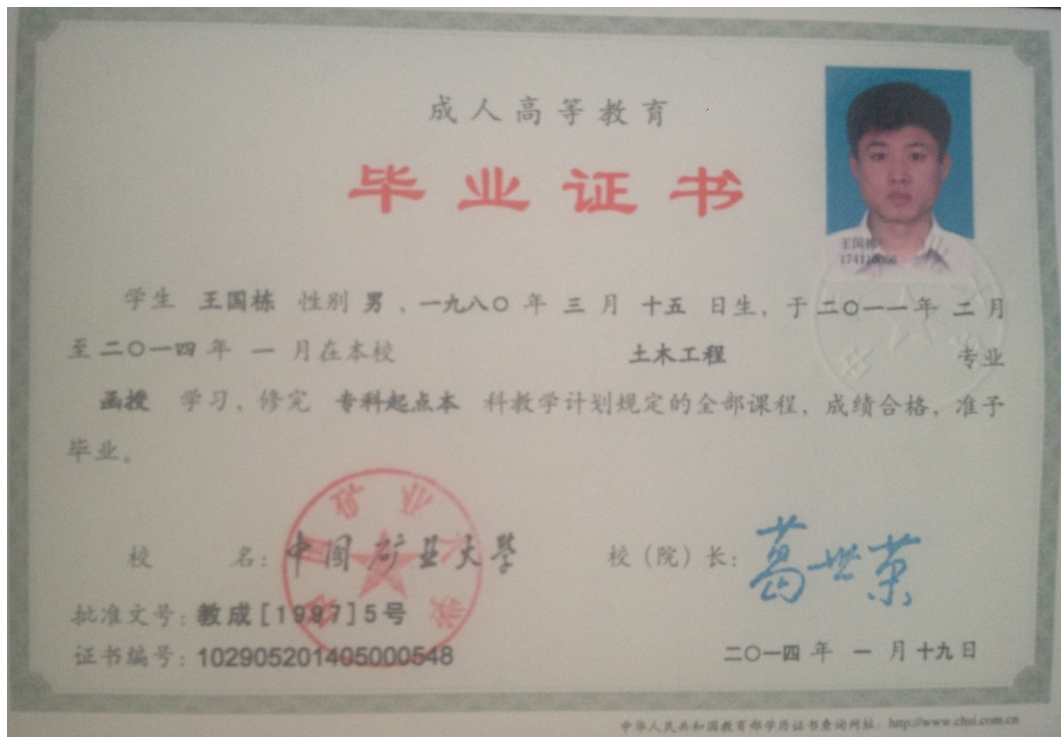 成人高等教育
毕业证书
王国栋
学生 王国栋 性别 男 ，一九八〇 年 三 月 十五 日生，于 二〇一一 年 二 月
至 二〇一四 年 一 月在本校 土木工程 专业
函授 学习，修完 专科起点本 科教学计划规定的全部课程，成绩合格，准予
毕业。
校 名：中国矿业大学
校（院）长：葛世荣
批准文号：教成[1997]5号
证书编号：102905201405000548
二〇一四 年 一 月 十九 日
中华人民共和国教育部学历证书查询网址：http://www.chsi.com.cn